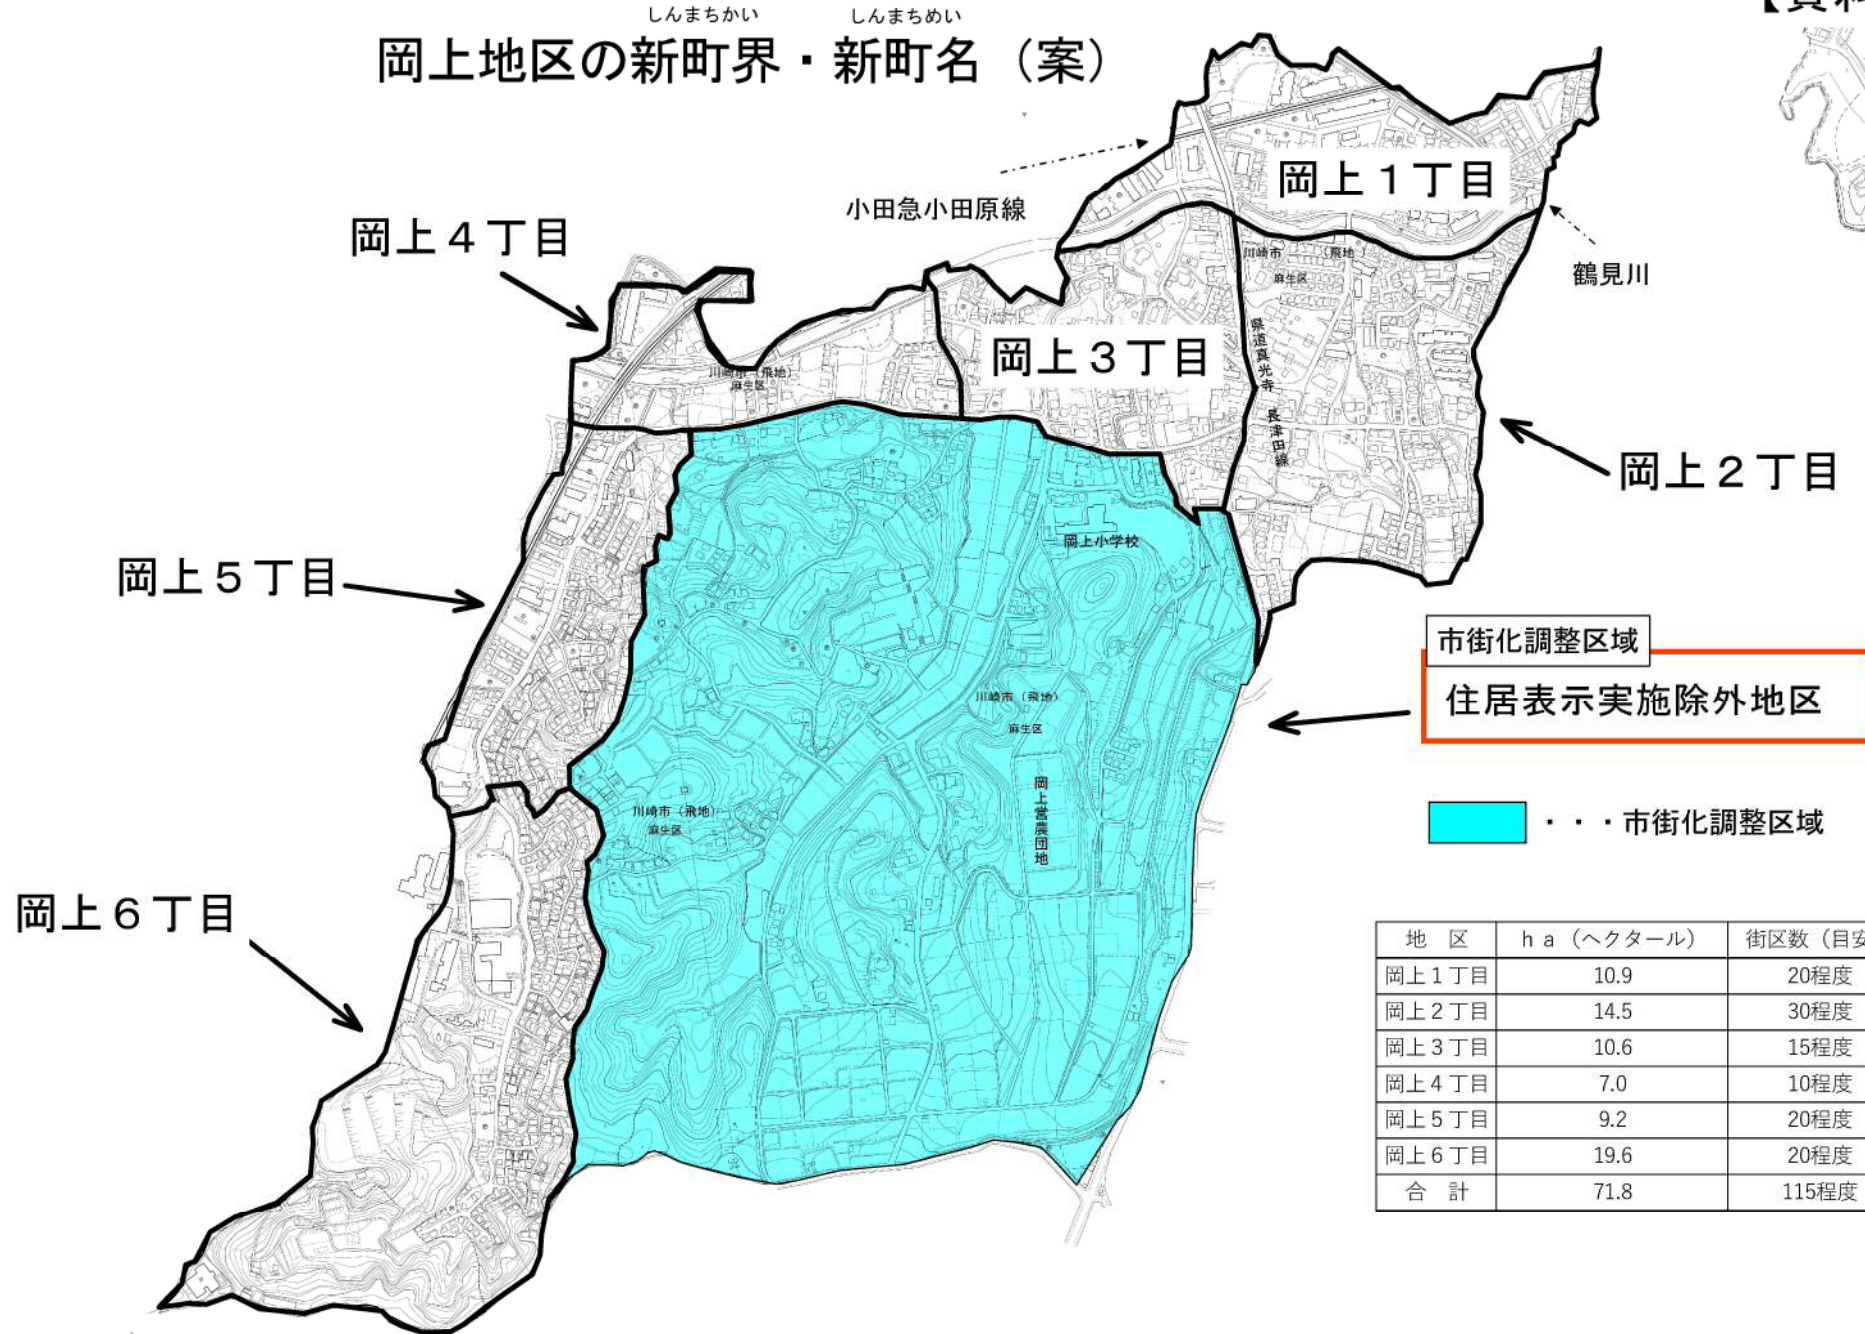 しんまちかい　しんまちめい
岡上地区の新町界・新町名（案）
岡上１丁目
小田急小田原線
岡上４丁目
鶴見川
川崎市（飛地）
麻生区
岡上３丁目
県道真光寺　長津田線
川崎市（飛地）
麻生区
岡上２丁目
岡上小学校
岡上５丁目
市街化調整区域
住居表示実施除外地区
川崎市（飛地）
麻生区
岡上営農団地
川崎市（飛地）
麻生区
・・・市街化調整区域
岡上６丁目
地　区　ｈａ（ヘクタール）　街区数（目安
岡上１丁目　10.9　20程度
岡上２丁目　14.5　30程度
岡上３丁目　10.6　15程度
岡上４丁目　7.0　10程度
岡上５丁目　9.2　20程度
岡上６丁目　19.6　20程度
合　計　71.8　115程度